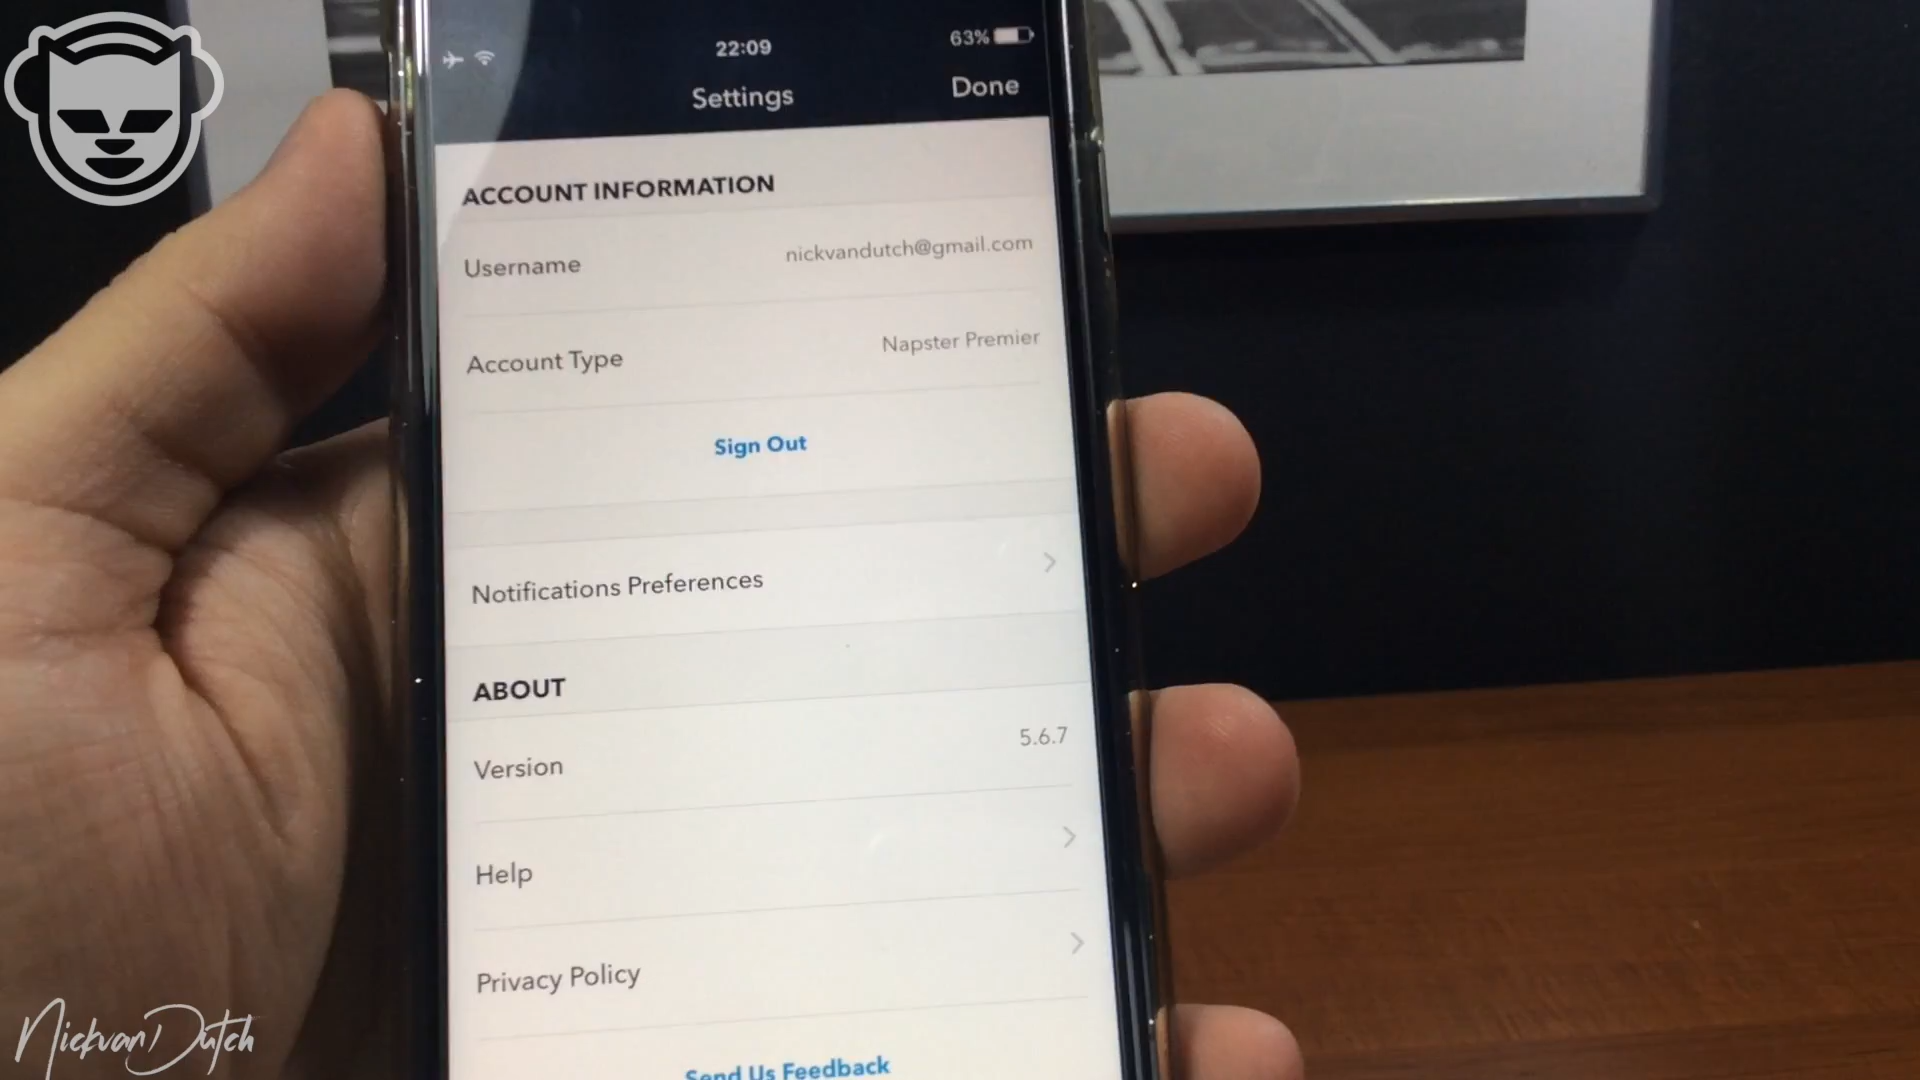 22:09
63%
Settings
Done
ACCOUNT INFORMATION
Username
nickvandutch@gmail.com
Account Type
Napster Premier
Sign Out
Notifications Preferences
ABOUT
Version
5.6.7
Help
Privacy Policy
Send Us Feedback
NickvanDutch